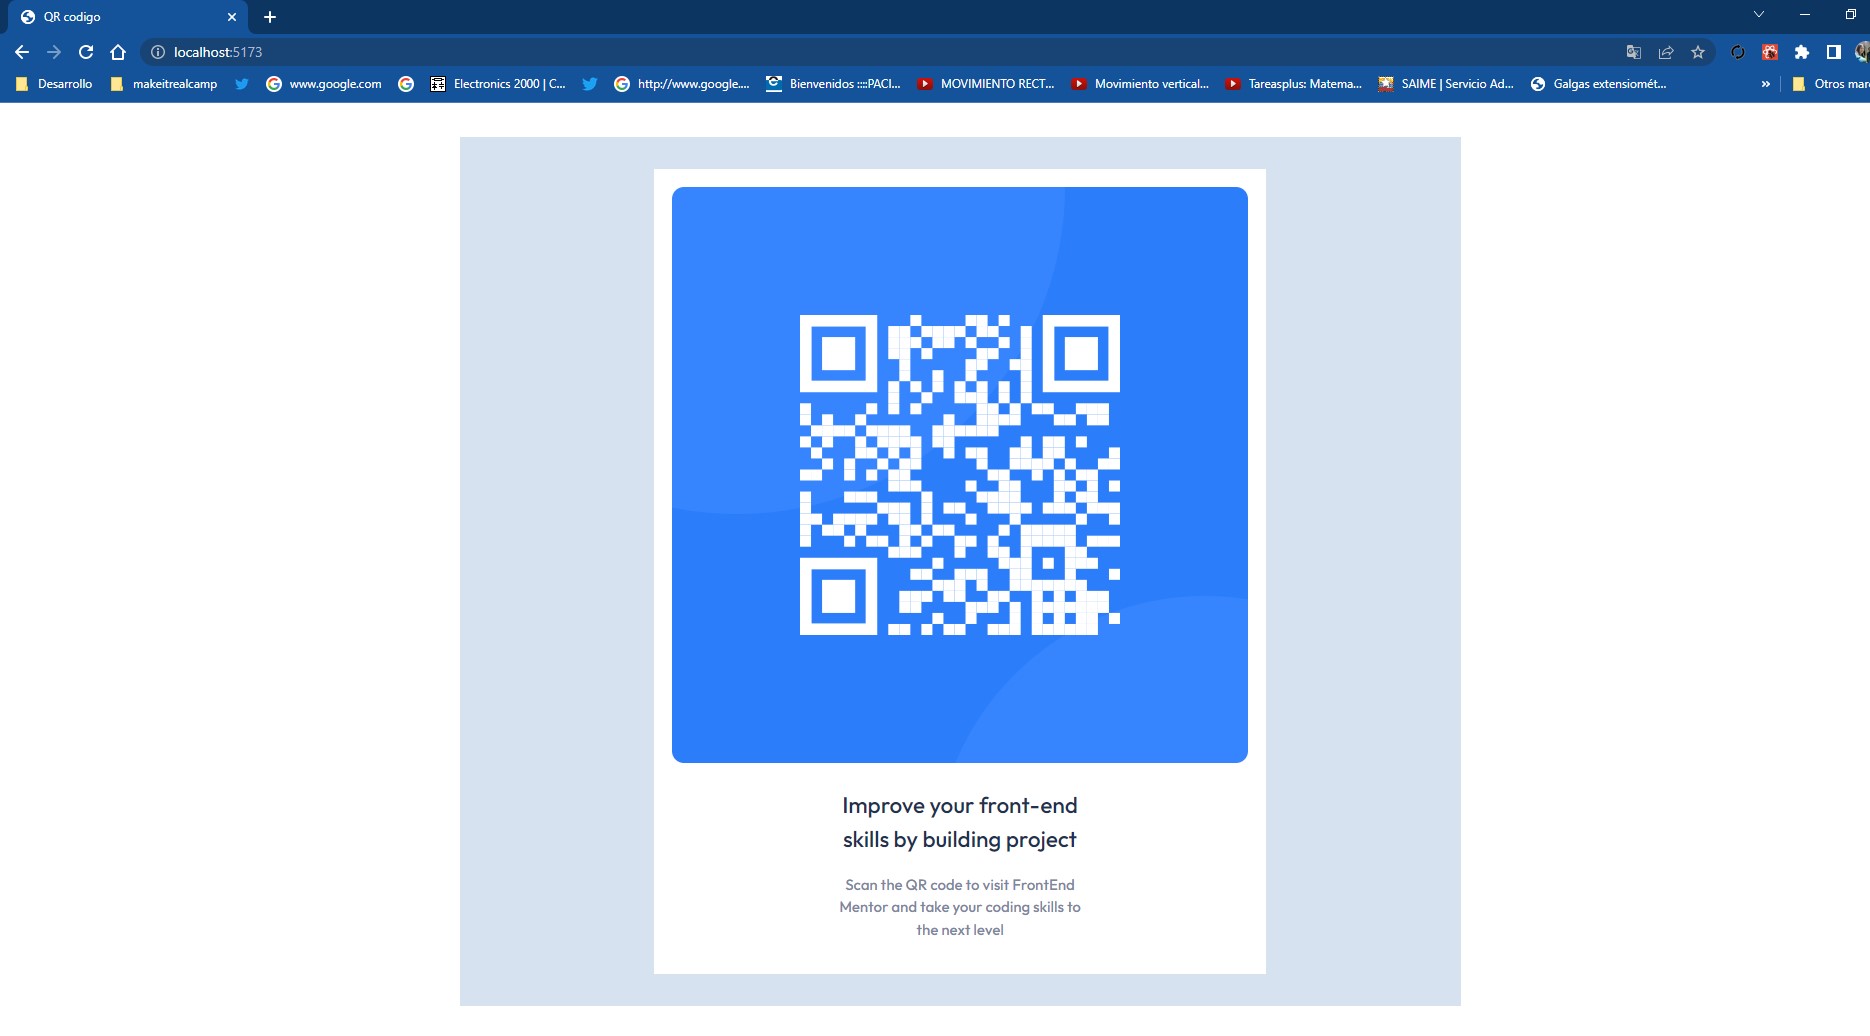 QR codigo
localhost:5173
Desarrollo makeitrealcamp www.google.com Electronics 2000 | C... http://www.google.... Bienvenidos ::::PACI... MOVIMIENTO RECT... Movimiento vertical... Tareasplus: Matema... SAIME | Servicio Ad... Galgas extensiomét... » Otros mar
Improve your front-end
skills by building project
Scan the QR code to visit FrontEnd
Mentor and take your coding skills to
the next level